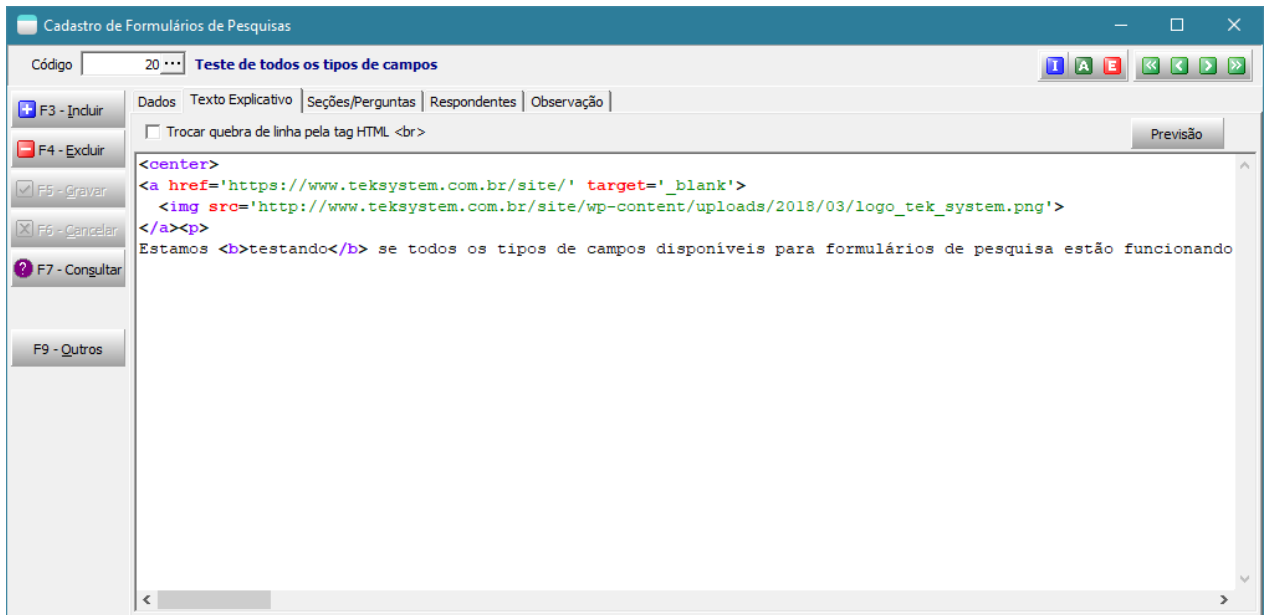 Cadastro de Formulários de Pesquisas
Código 20 ... Teste de todos os tipos de campos I A E
F3 - Incluir
F4 - Excluir
F5 - Gravar
F6 - Cancelar
F7 - Consultar
F9 - Outros
Dados Texto Explicativo Seções/Perguntas Respondentes Observação
Trocar quebra de linha pela tag HTML <br> Previsão
<center>
<a href='https://www.teksystem.com.br/site/' target='_blank'>
<img src='http://www.teksystem.com.br/site/wp-content/uploads/2018/03/logo_tek_system.png'>
</a><p>
Estamos <b>testando</b> se todos os tipos de campos disponíveis para formulários de pesquisa estão funcionando